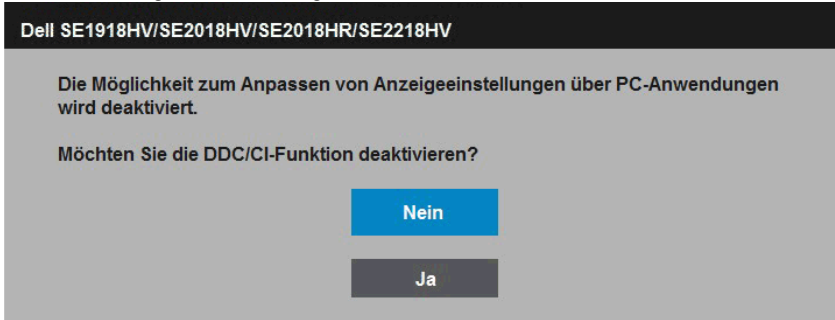 Dell SE1918HV/SE2018HV/SE2018HR/SE2218HV
Die Möglichkeit zum Anpassen von Anzeigeeinstellungen über PC-Anwendungen
wird deaktiviert.
Möchten Sie die DDC/CI-Funktion deaktivieren?
Nein
Ja